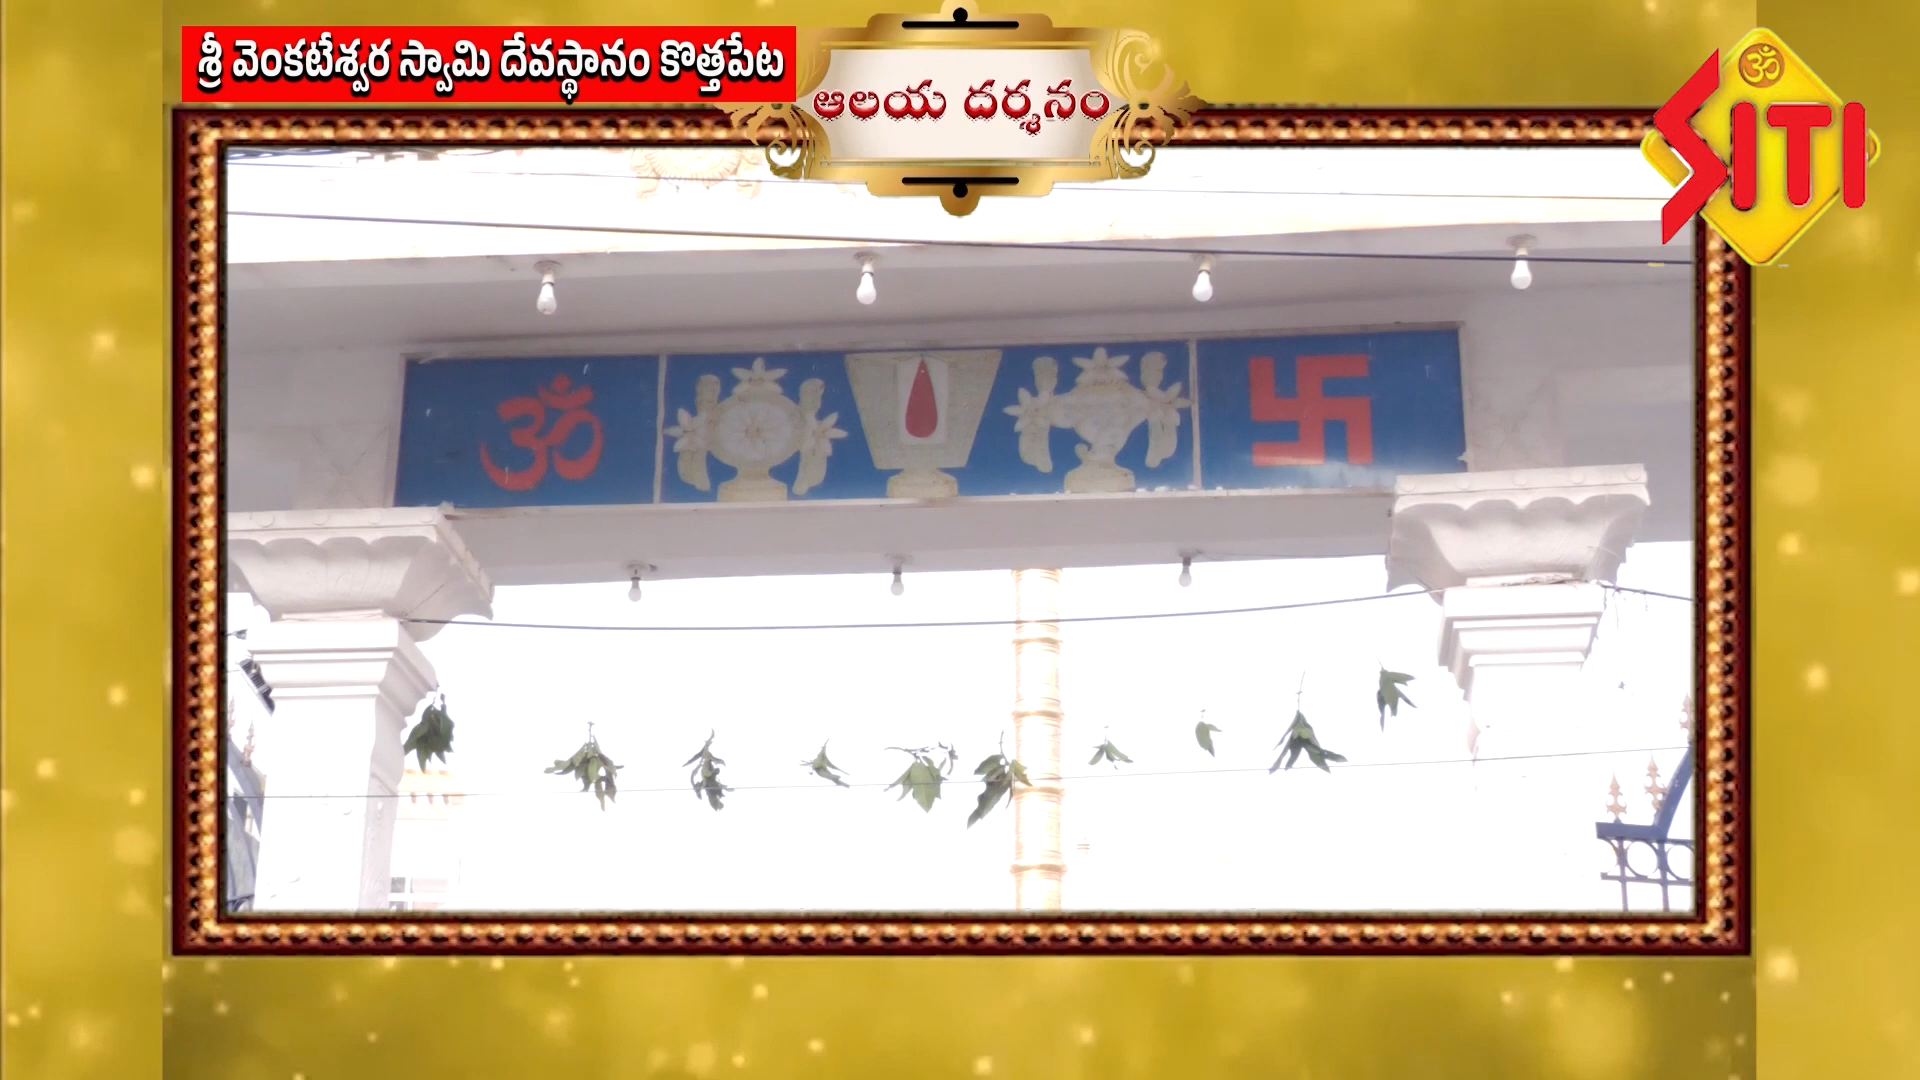 శ్రీ వెంకటేశ్వర స్వామి దేవస్థానం కొత్తపేట
ఆలయ దర్శనం
ॐ
SITI
ॐ